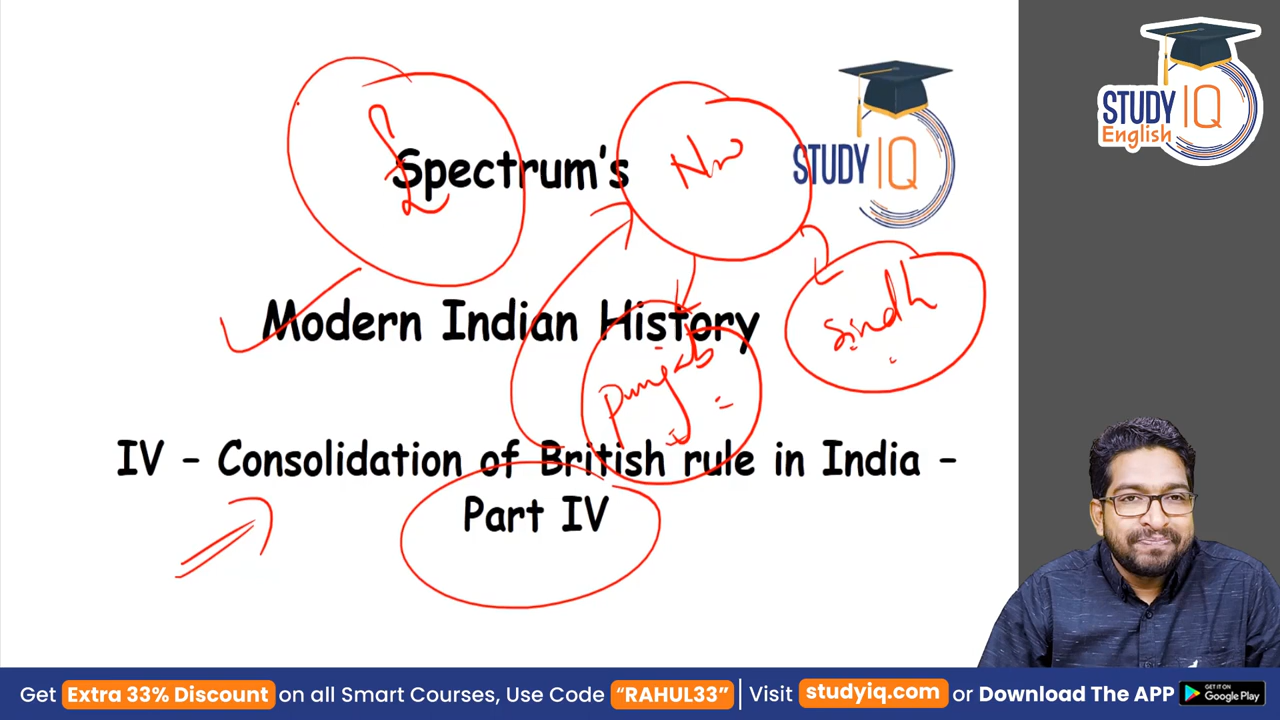 Spectrum's
Modern Indian History
IV - Consolidation of British rule in India -
Part IV
£
NW
Punjab
Sindh
STUDY IQ
STUDY IQ
English
Get Extra 33% Discount on all Smart Courses, Use Code "RAHUL33" | Visit studyiq.com or Download The APP
GET IT ON
Google Play